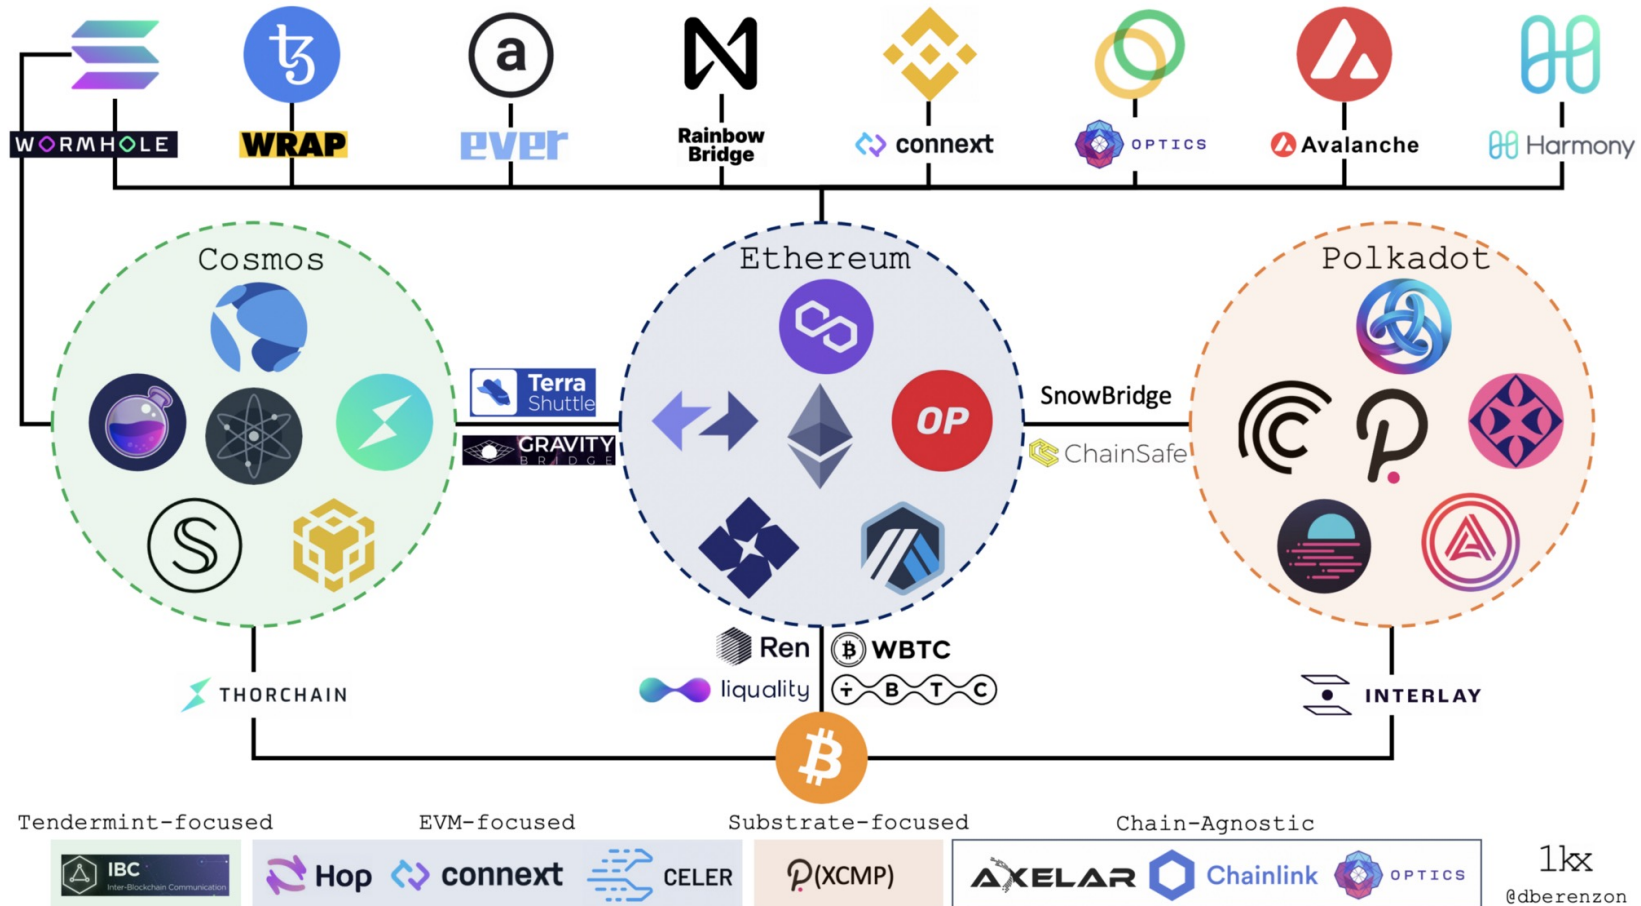 a
WORMHOLE
WRAP
ever
Rainbow
Bridge
connext
OPTICS
Avalanche
Harmony
Cosmos
Ethereum
Polkadot
Terra
Shuttle
GRAVITY
BRIDGE
OP
SnowBridge
ChainSafe
S
Ren
WBTC
liquality
TBTC
THORCHAIN
INTERLAY
Tendermint-focused
EVM-focused
Substrate-focused
Chain-Agnostic
IBC
Inter-Blockchain Communication
Hop
connext
CELER
P(XCMP)
AXELAR
Chainlink
OPTICS
1kx
@dberenzon